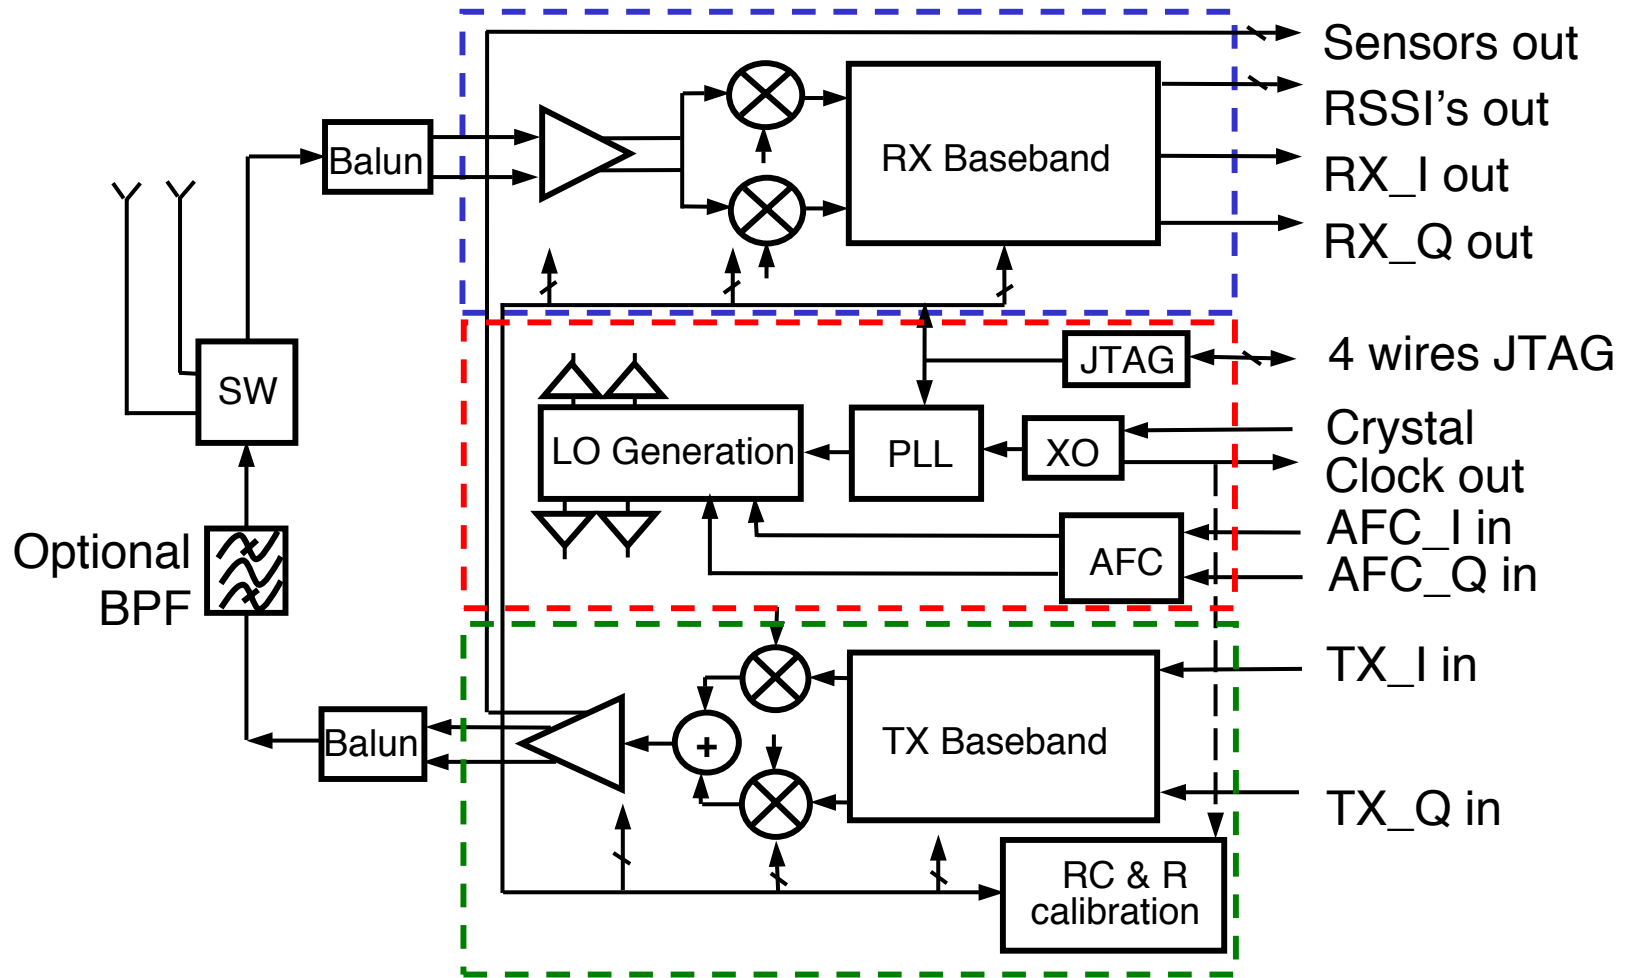 Sensors out
RSSI's out
RX_I out
RX_Q out
Balun
RX Baseband
SW
JTAG
4 wires JTAG
LO Generation
PLL
XO
Crystal
Clock out
AFC
AFC_I in
AFC_Q in
Optional
BPF
Balun
+
TX Baseband
TX_I in
TX_Q in
RC & R
calibration